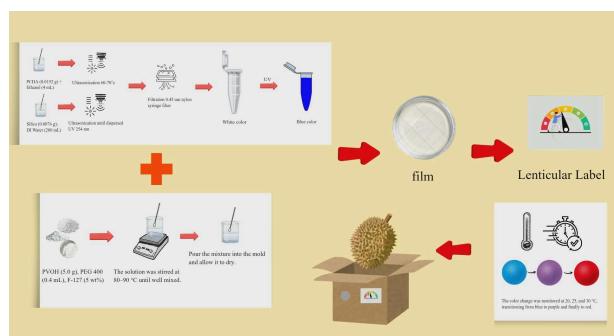 PCDA (0.0152 g) + Ethanol (4 mL)
Ultrasonication 60-70°c
Silica (0.0076 g) DI Water (200 mL)
Ultrasonication until dispersed
UV 254 nm
Filtration 0.45 um nylon syringe filter
White color
UV
Blue color
film
Lenticular Label
PVOH (5.0 g), PEG 400
(0.4 mL), F-127 (5 wt%)
The solution was stirred at
80–90 °C until well mixed.
Pour the mixture into the mold
and allow it to dry.
The color change was monitored at 20, 25, and 30 °C,
transitioning from blue to purple and finally to red.